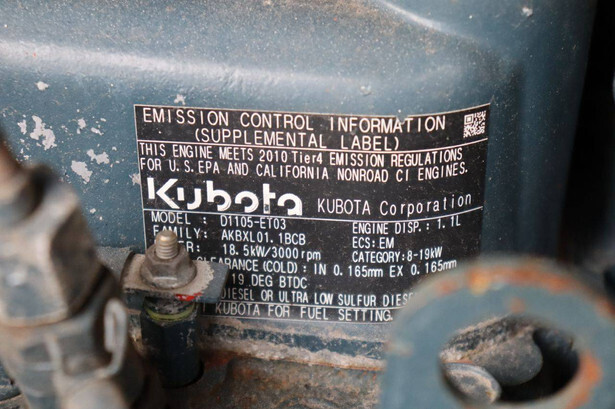 EMISSION CONTROL INFORMATION
(SUPPLEMENTAL LABEL)
THIS ENGINE MEETS 2010 Tier4 EMISSION REGULATIONS
FOR U.S.EPA AND CALIFORNIA NONROAD CI ENGINES.
Kubota KUBOTA Corporation
MODEL : D1105-ET03 ENGINE DISP.: 1.1L
FAMILY: AKBXL01.1BCB ECS:EM
ER: 18.5kW/3000rpm CATEGORY:8-19kW
LEARANCE(COLD): IN 0.165mm EX 0.165mm
19 DEG BTDC
DIESEL OR ULTRA LOW SULFUR DIESE
T KUBOTA FOR FUEL SETTING.